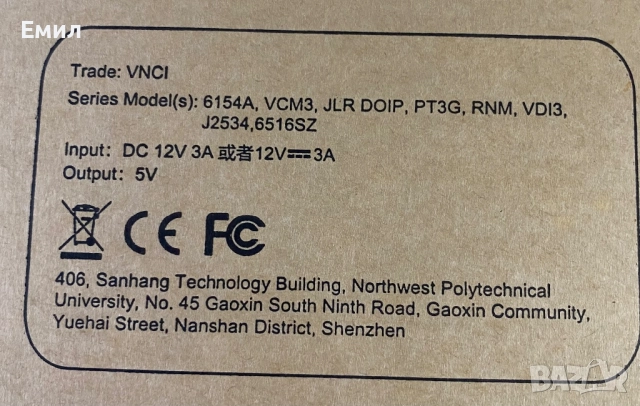 Емил
Trade: VNCI
Series Model(s): 6154A, VCM3, JLR DOIP, PT3G, RNM, VDI3,
J2534,6516SZ
Input: DC 12V 3A 或者12V⎓3A
Output: 5V
CE FC
406, Sanhang Technology Building, Northwest Polytechnical
University, No. 45 Gaoxin South Ninth Road, Gaoxin Community,
Yuehai Street, Nanshan District, Shenzhen
BAZAR